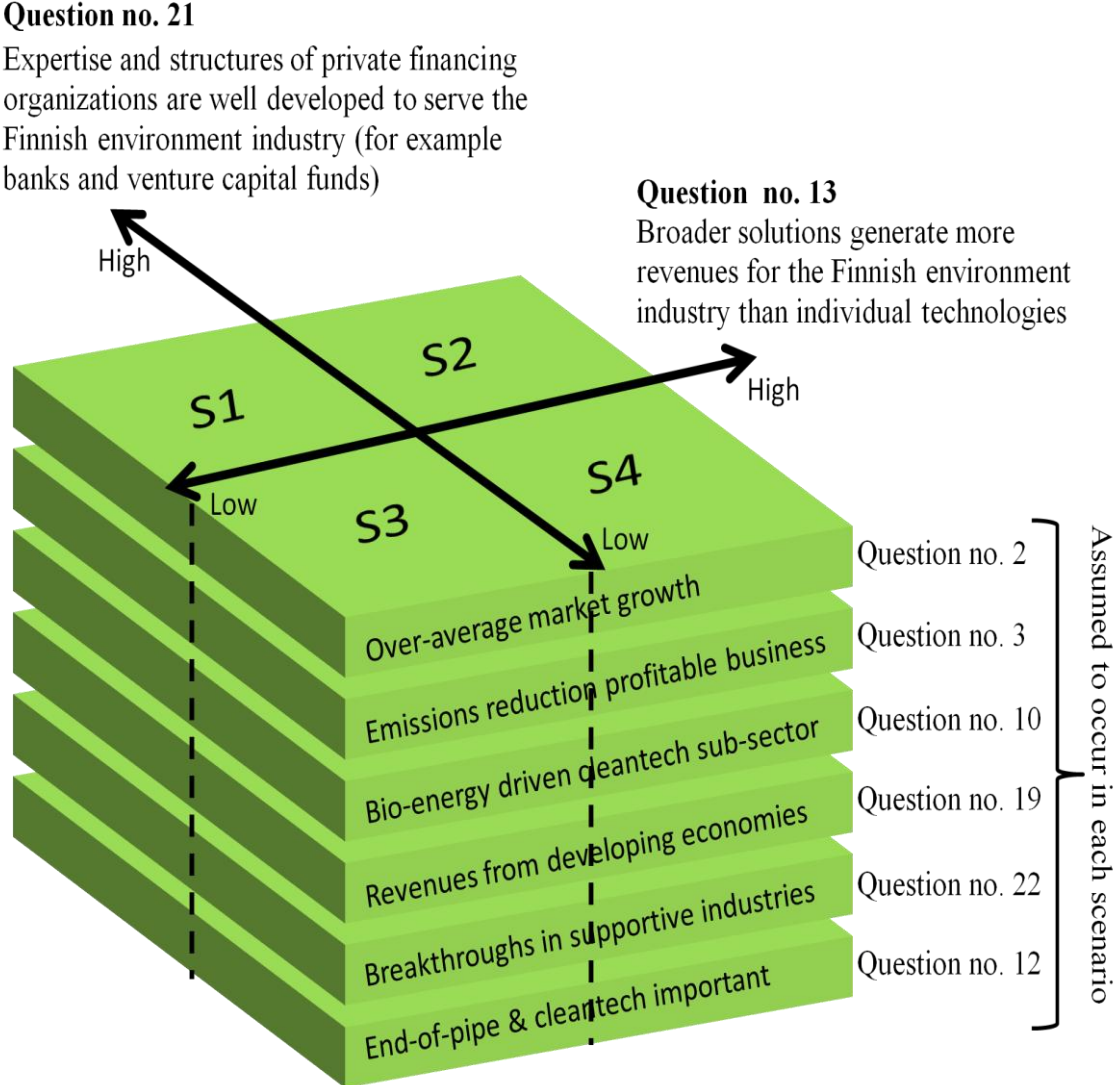 Question no. 21
Expertise and structures of private financing
organizations are well developed to serve the
Finnish environment industry (for example
banks and venture capital funds)
Question no. 13
Broader solutions generate more
revenues for the Finnish environment
industry than individual technologies
High
High
S1
S2
Low
S3
S4
Low
Over-average market growth
Question no. 2
Emissions reduction profitable business
Question no. 3
Bio-energy driven cleantech sub-sector
Question no. 10
Revenues from developing economies
Question no. 19
Breakthroughs in supportive industries
Question no. 22
End-of-pipe & cleantech important
Question no. 12
Assumed to occur in each scenario